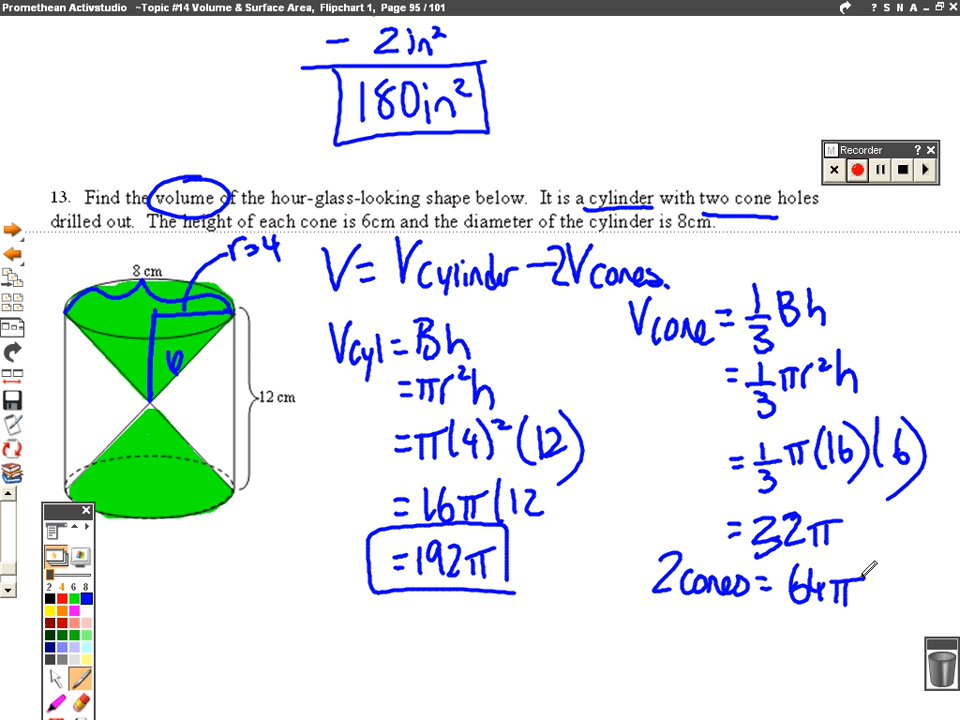 Promethean Activstudio ~Topic #14 Volume & Surface Area, Flipchart 1, Page 95 / 101
? S N A
- 2in²
180in²
Recorder ?
13. Find the volume of the hour-glass-looking shape below. It is a cylinder with two cone holes
drilled out. The height of each cone is 6cm and the diameter of the cylinder is 8cm.
8 cm
r=4
6
12 cm
V = Vcylinder - 2Vcones.
Vcyl = Bh
= πr²h
= π(4)²(12)
= 16π(12
= 192π
Vcone = 1/3 Bh
= 1/3 πr²h
= 1/3 π(16)(6)
= 32π
2cones = 64π
2 4 6 8